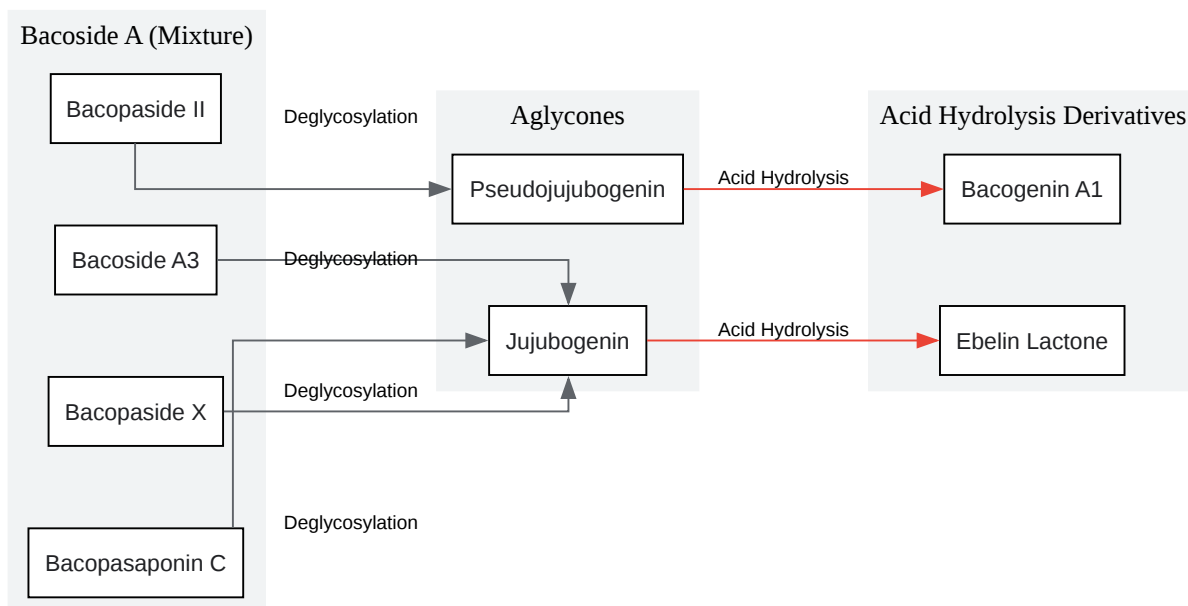 Bacoside A (Mixture)
Bacopaside II
Bacoside A3
Bacopaside X
Bacopasaponin C
Deglycosylation
Deglycosylation
Deglycosylation
Deglycosylation
Aglycones
Pseudojujubogenin
Jujubogenin
Acid Hydrolysis
Acid Hydrolysis
Acid Hydrolysis Derivatives
Bacogenin A1
Ebelin Lactone